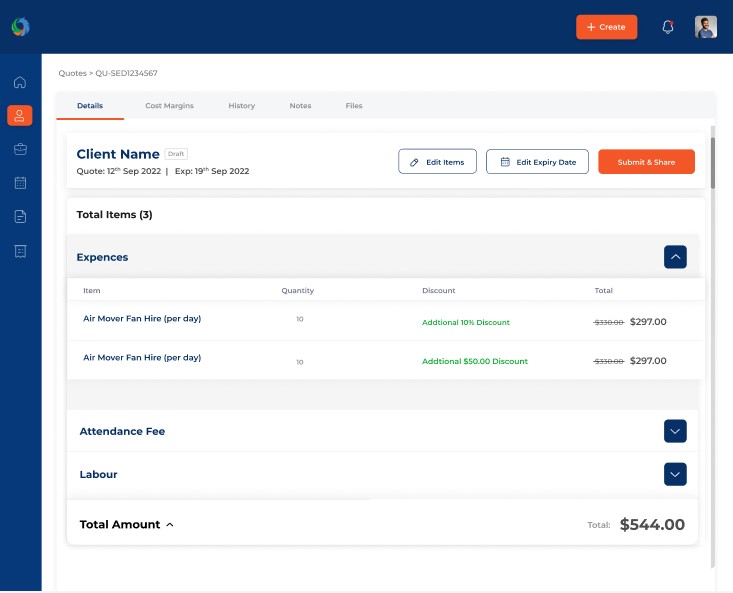 + Create
Quotes > QU-SED1234567
Details Cost Margins History Notes Files
Client Name Draft
Quote: 12th Sep 2022 | Exp: 19th Sep 2022
Edit Items Edit Expiry Date Submit & Share
Total Items (3)
Expences
Item Quantity Discount Total
Air Mover Fan Hire (per day) 10 Addtional 10% Discount $330.00 $297.00
Air Mover Fan Hire (per day) 10 Addtional $50.00 Discount $330.00 $297.00
Attendance Fee
Labour
Total Amount Total: $544.00